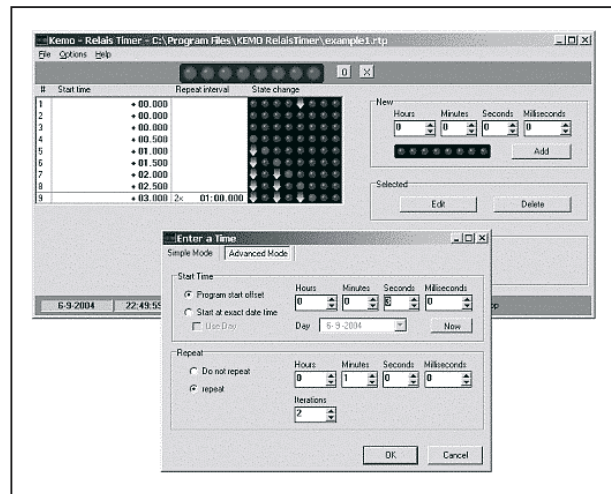 Kemo - Relais Timer - C:\Program Files\KEMO RelaisTimer\example1.rtp
File Options Help
0 X
# Start time Repeat interval State change
1 + 00.000
2 + 00.000
3 + 00.000
4 + 00.500
5 + 01.000
6 + 01.500
7 + 02.000
8 + 02.500
9 + 03.000 2× 01:00.000
New
Hours Minutes Seconds Milliseconds
0 0 0 0
Add
Selected
Edit Delete
6-9-2004 22:49:59
Enter a Time
Simple Mode Advanced Mode
Start Time
Program start offset
Start at exact date time
Use Day
Hours Minutes Seconds Milliseconds
0 0 3 0
Day 6-9-2004 Now
Repeat
Do not repeat
repeat
Hours Minutes Seconds Milliseconds
0 1 0 0
Iterations
2
OK Cancel